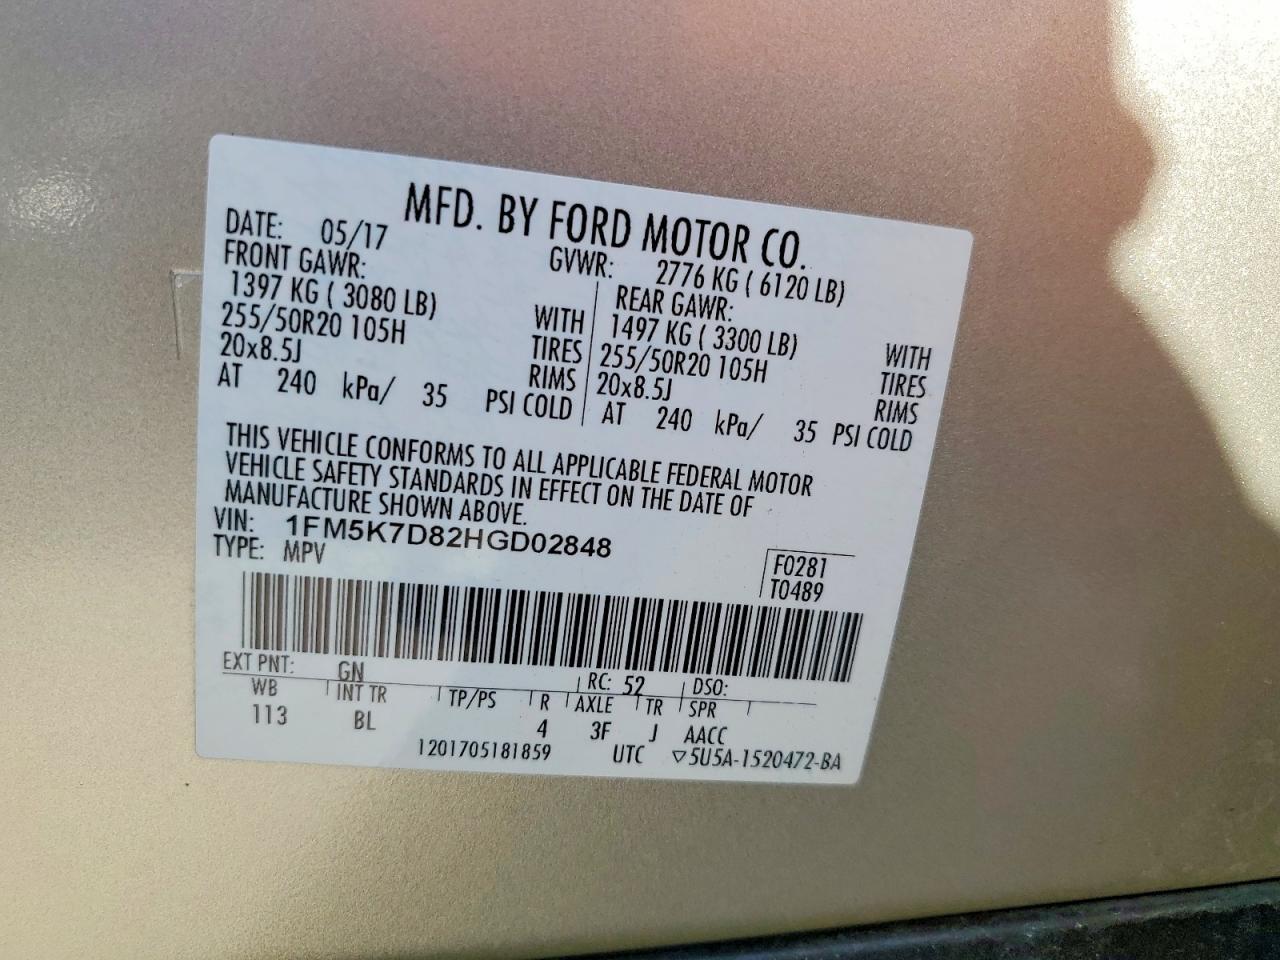 MFD. BY FORD MOTOR CO.
DATE: 05/17 GVWR: 2776 KG ( 6120 LB)
FRONT GAWR: REAR GAWR:
1397 KG ( 3080 LB) WITH 1497 KG ( 3300 LB) WITH
255/50R20 105H TIRES 255/50R20 105H TIRES
20x8.5J RIMS 20x8.5J RIMS
AT 240 kPa/ 35 PSI COLD AT 240 kPa/ 35 PSI COLD
THIS VEHICLE CONFORMS TO ALL APPLICABLE FEDERAL MOTOR
VEHICLE SAFETY STANDARDS IN EFFECT ON THE DATE OF
MANUFACTURE SHOWN ABOVE.
VIN: 1FM5K7D82HGD02848
TYPE: MPV
F0281
T0489
EXT PNT: GN RC: 52 DSO:
WB INT TR TP/PS R AXLE TR SPR
113 BL 4 3F J AACC
1201705181859 UTC ▽5U5A-1520472-BA